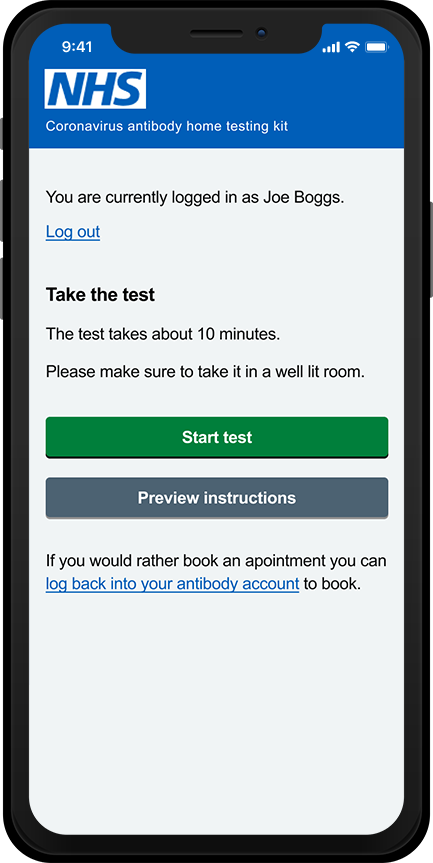 9:41
NHS
Coronavirus antibody home testing kit
You are currently logged in as Joe Boggs.
Log out
Take the test
The test takes about 10 minutes.
Please make sure to take it in a well lit room.
Start test
Preview instructions
If you would rather book an apointment you can
log back into your antibody account to book.